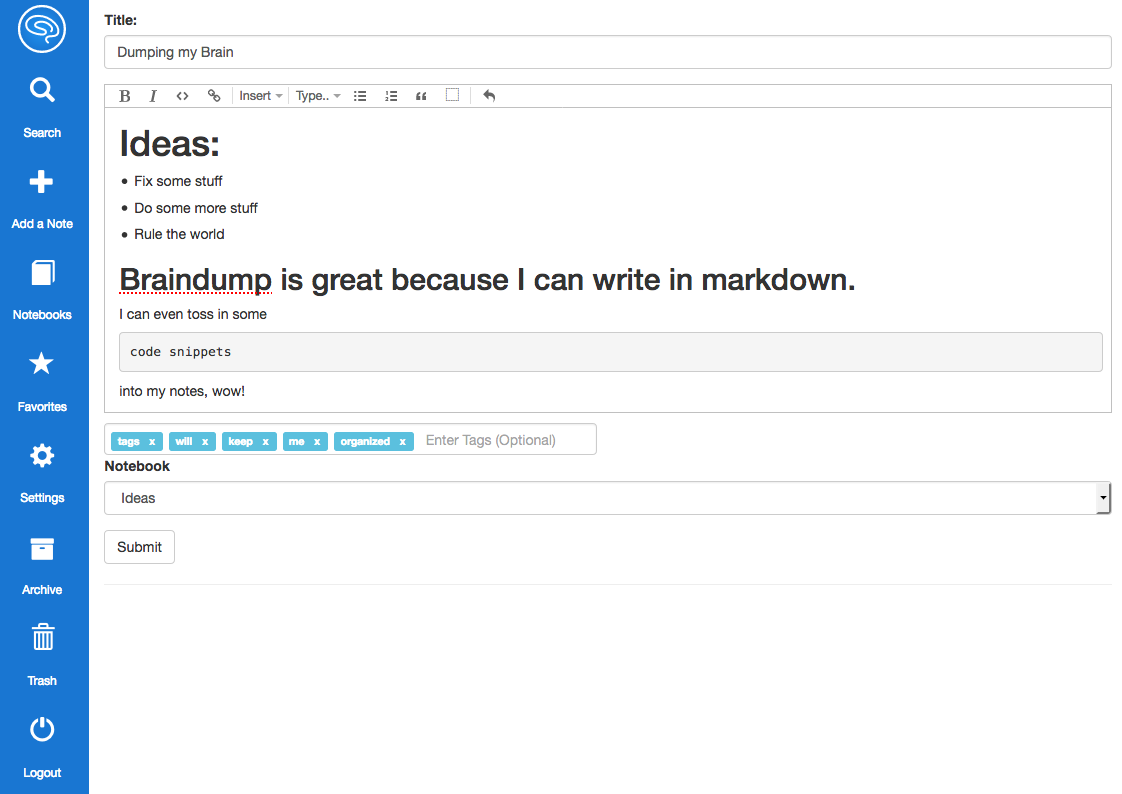 Title:
Dumping my Brain
B I <> Insert Type..
Ideas:
• Fix some stuff
• Do some more stuff
• Rule the world
Braindump is great because I can write in markdown.
I can even toss in some
code snippets
into my notes, wow!
tags x will x keep x me x organized x Enter Tags (Optional)
Notebook
Ideas
Submit
Search
Add a Note
Notebooks
Favorites
Settings
Archive
Trash
Logout